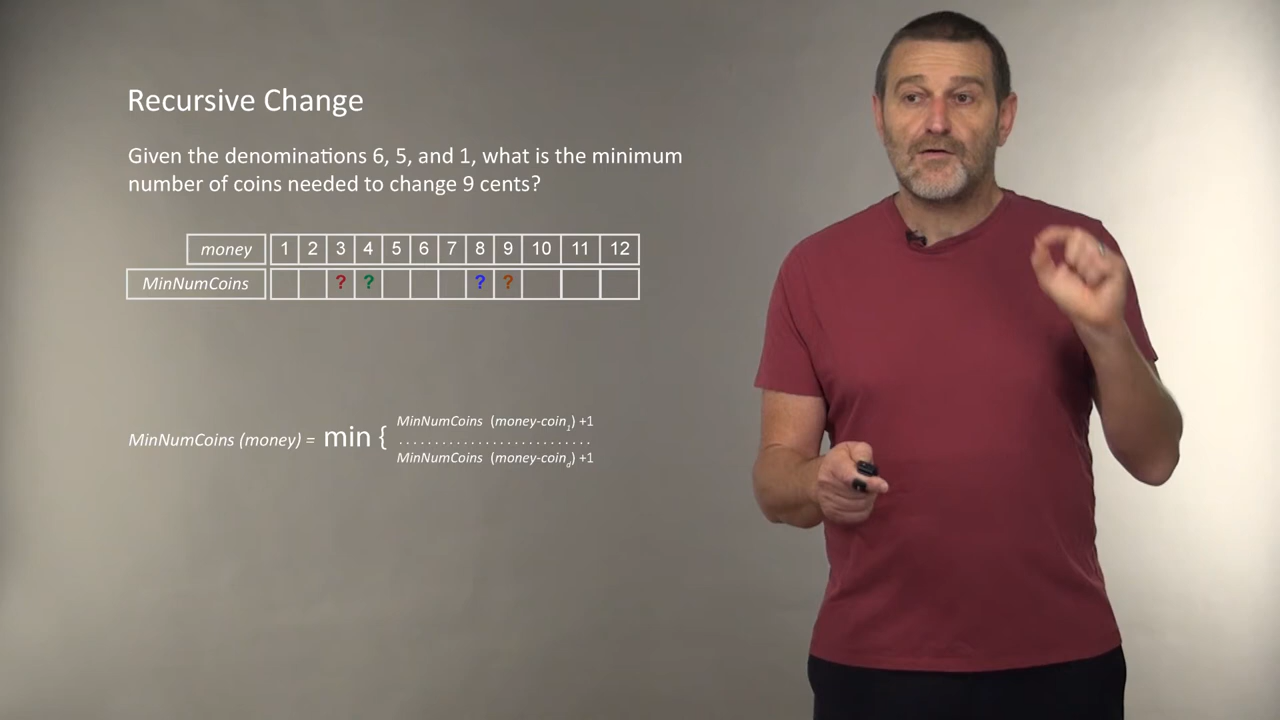 Recursive Change
Given the denominations 6, 5, and 1, what is the minimum
number of coins needed to change 9 cents?
money 1 2 3 4 5 6 7 8 9 10 11 12
MinNumCoins ? ? ? ?
MinNumCoins (money-coin₁) +1
MinNumCoins (money) = min { . . . . . . . . . . . . . . . . . . . . . . . . . . .
MinNumCoins (money-coin_d) +1